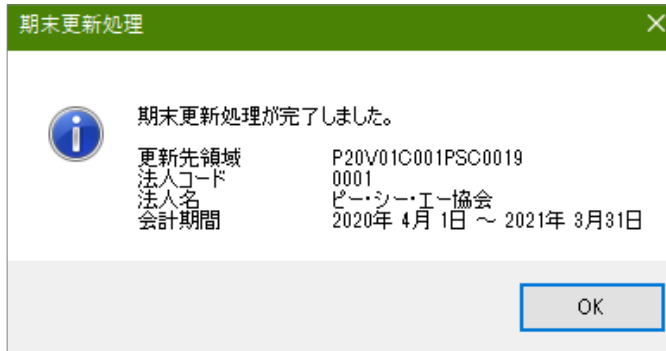 期末更新処理
期末更新処理が完了しました。
更新先領域 P20V01C001PSC0019
法人コード 0001
法人名 ピー・シー・エー協会
会計期間 2020年 4月 1日 ～ 2021年 3月31日
OK